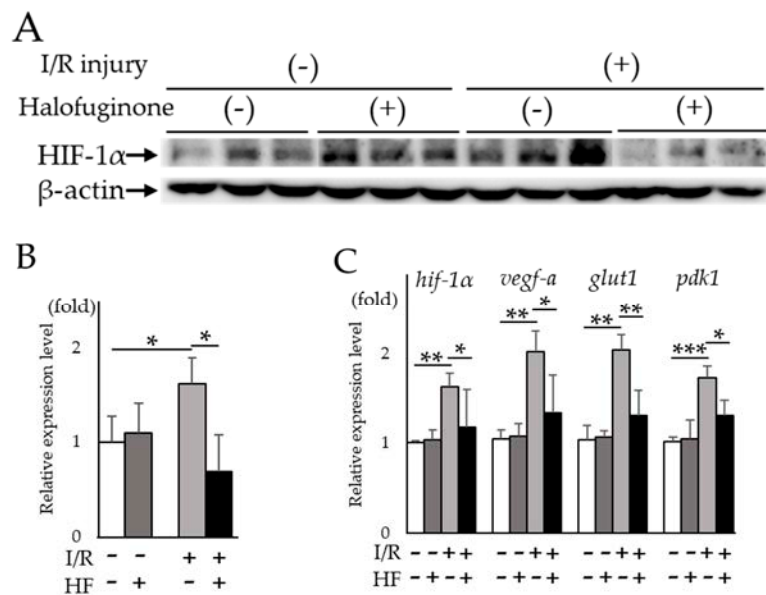 A
I/R injury (-) (+)
Halofuginone (-) (+) (-) (+)
HIF-1α
β-actin
B
(fold)
Relative expression level
2
1
0
* *
I/R - - + +
HF - + - +
C
(fold)
hif-1α vegf-a glut1 pdk1
Relative expression level
2
1
0
** * ** * ** ** *** *
I/R - - + + - - + + - - + + - - + +
HF - + - + - + - + - + - + - + - +